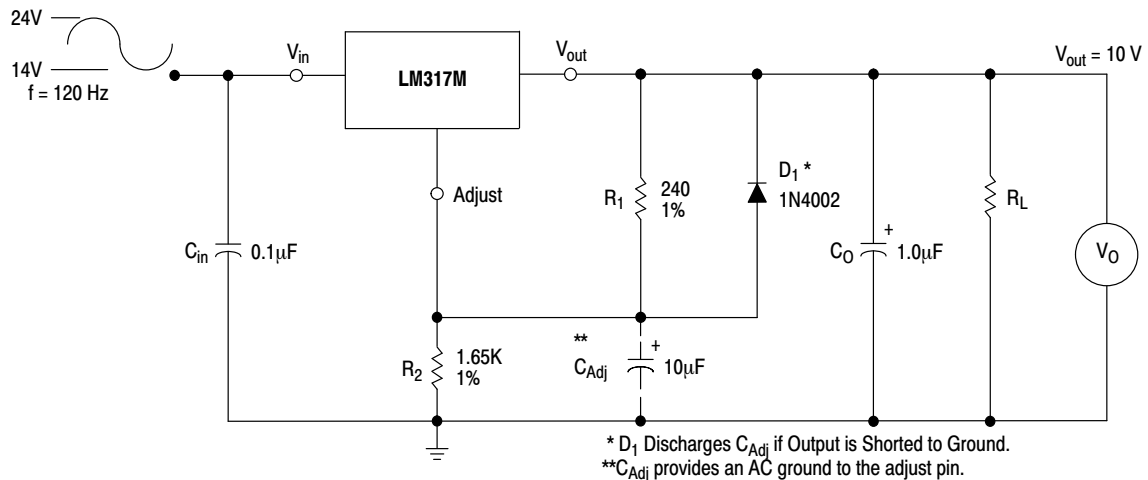 24V
14V
f = 120 Hz
Vin
LM317M
Vout
Vout = 10 V
Adjust
Cin
0.1μF
R1
240
1%
D1 *
1N4002
CO
+
1.0μF
RL
VO
R2
1.65K
1%
**
CAdj
+
10μF
* D1 Discharges CAdj if Output is Shorted to Ground.
**CAdj provides an AC ground to the adjust pin.